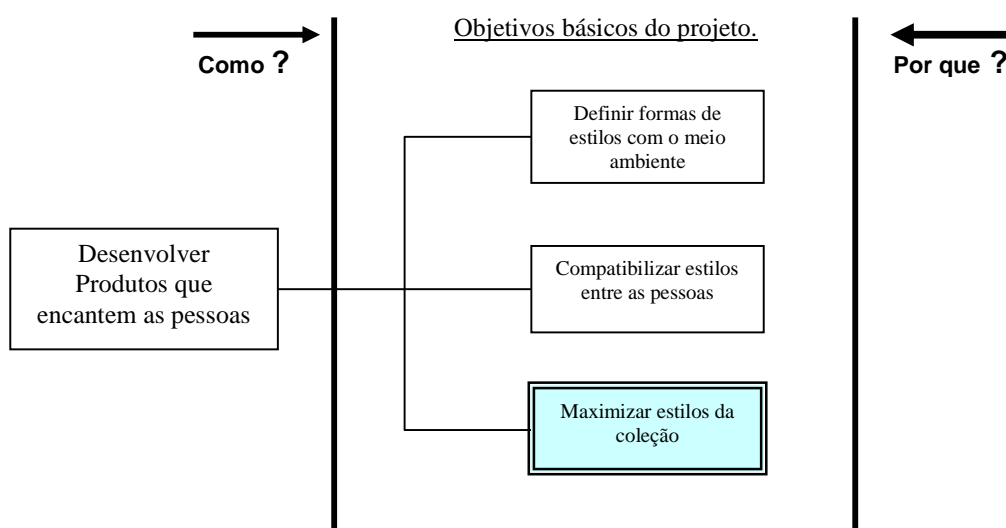 Objetivos básicos do projeto.
Como ?
Por que ?
Definir formas de
estilos com o meio
ambiente
Desenvolver
Produtos que
encantem as pessoas
Compatibilizar estilos
entre as pessoas
Maximizar estilos da
coleção